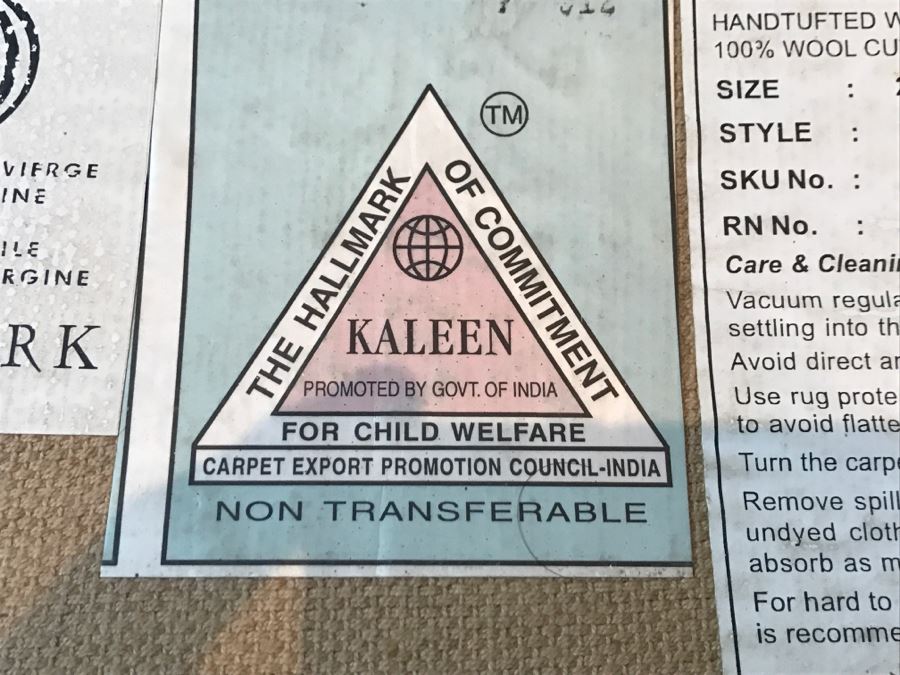 VIERGE
INE
ILE
RGINE
RK
TM
THE HALLMARK OF COMMITMENT
KALEEN
PROMOTED BY GOVT. OF INDIA
FOR CHILD WELFARE
CARPET EXPORT PROMOTION COUNCIL-INDIA
NON TRANSFERABLE
HANDTUFTED W
100% WOOL CU
SIZE :
STYLE :
SKU No. :
RN No. :
Care & Cleani
Vacuum regula
settling into th
Avoid direct an
Use rug prote
to avoid flatte
Turn the carpe
Remove spill
undyed cloth
absorb as m
For hard to
is recomme